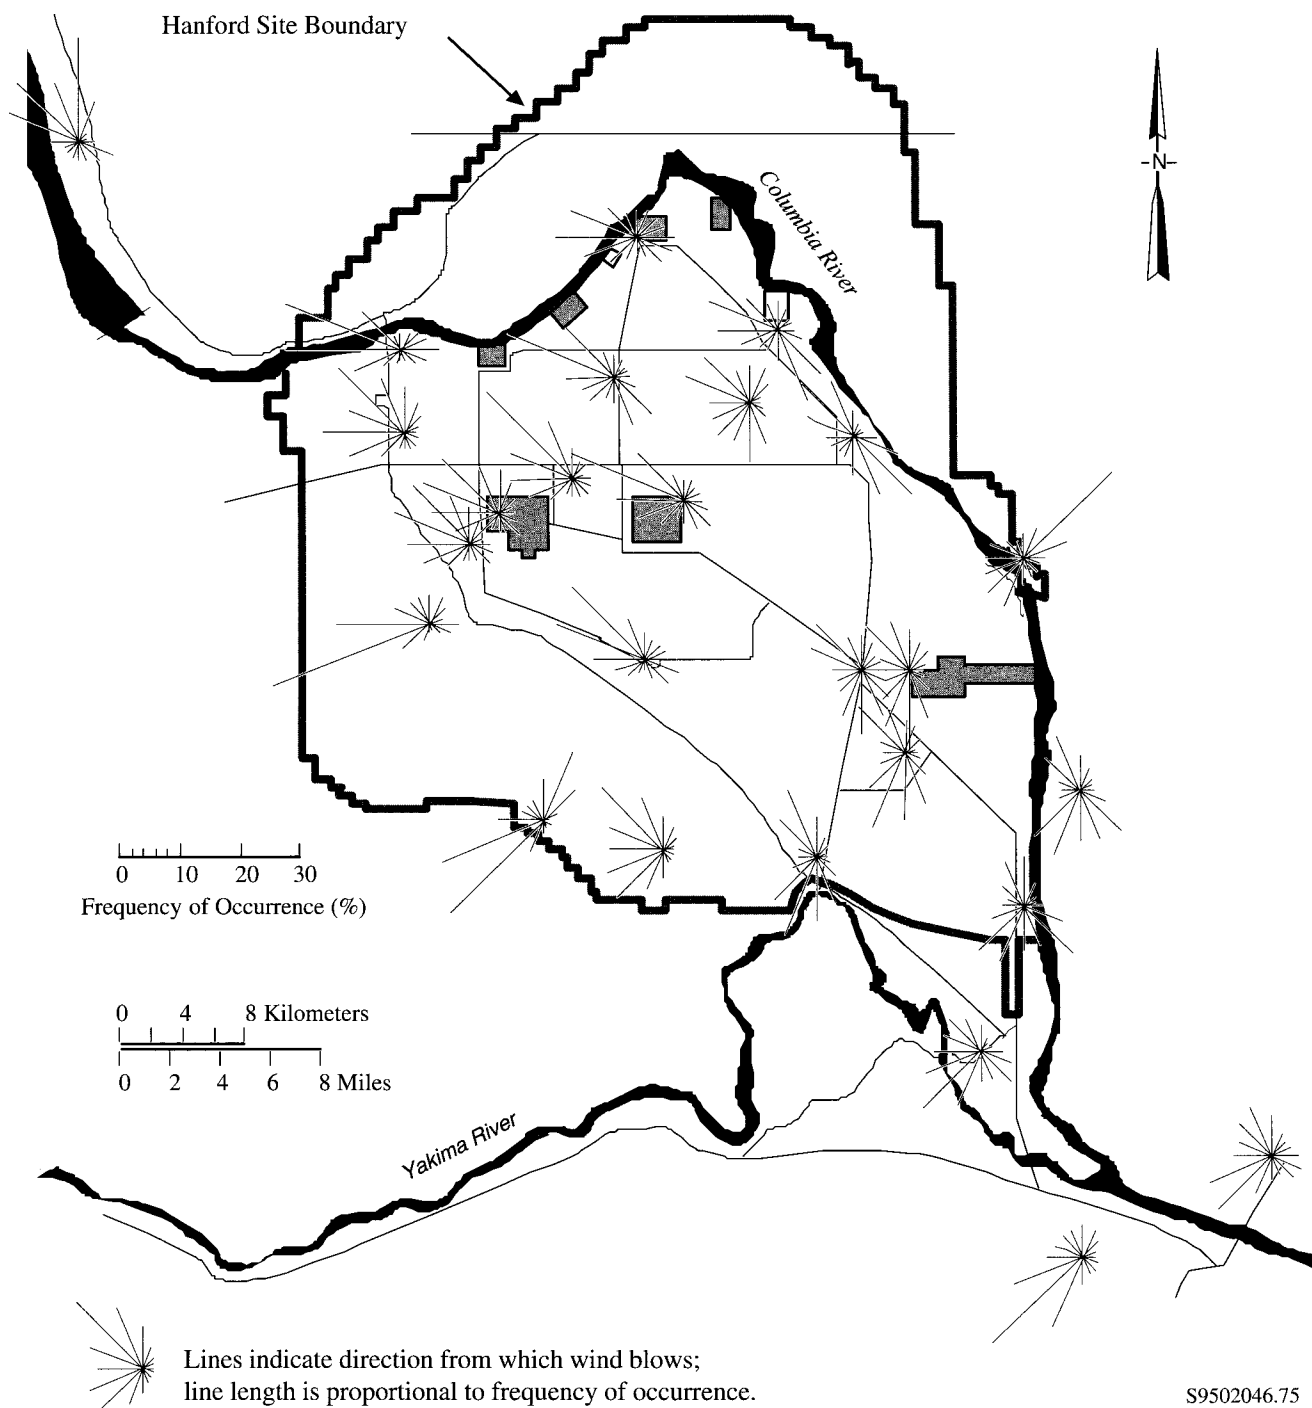 Hanford Site Boundary
N
Columbia River
0 10 20 30
Frequency of Occurrence (%)
0 4 8 Kilometers
0 2 4 6 8 Miles
Yakima River
Lines indicate direction from which wind blows;
line length is proportional to frequency of occurrence.
S9502046.75